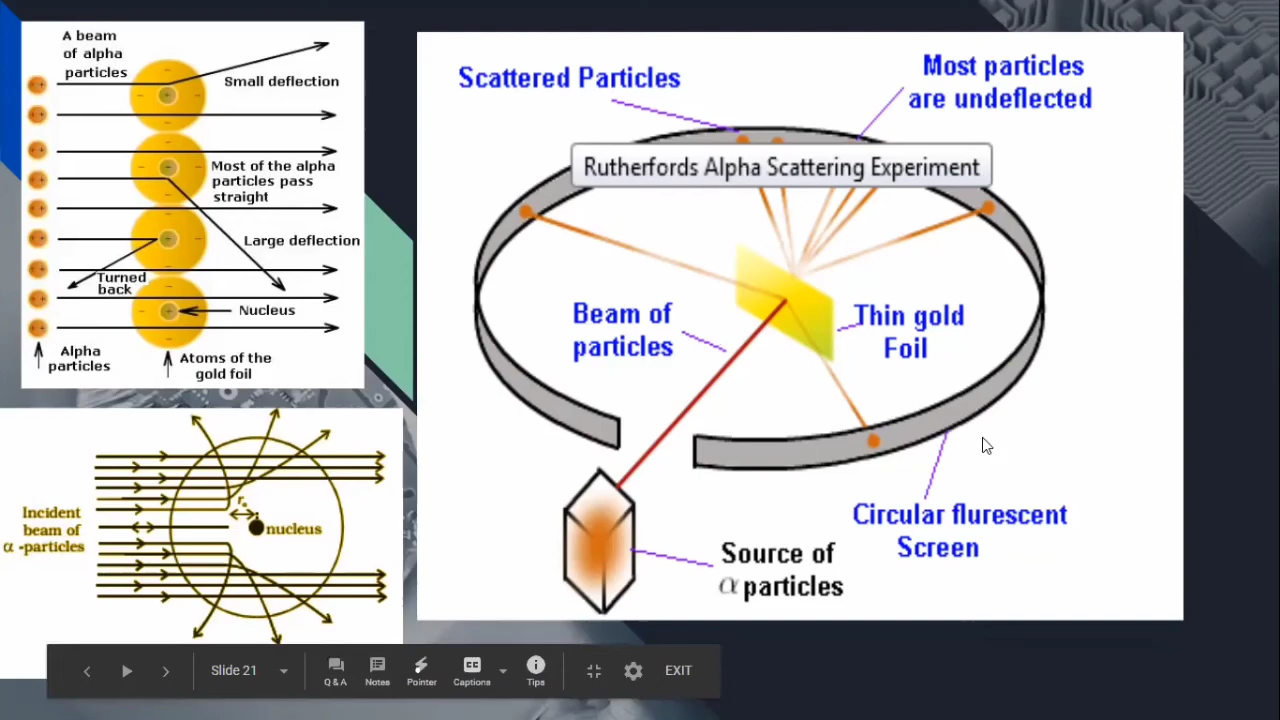 A beam
of alpha
particles
Small deflection
Most of the alpha
particles pass
straight
Large deflection
Turned
back
Nucleus
Alpha
particles
Atoms of the
gold foil
Incident
beam of
α -particles
r₀
nucleus
Scattered Particles
Most particles
are undeflected
Rutherfords Alpha Scattering Experiment
Beam of
particles
Thin gold
Foil
Circular flurescent
Screen
Source of
α particles
Slide 21
Q & A
Notes
Pointer
CC
Captions
Tips
EXIT